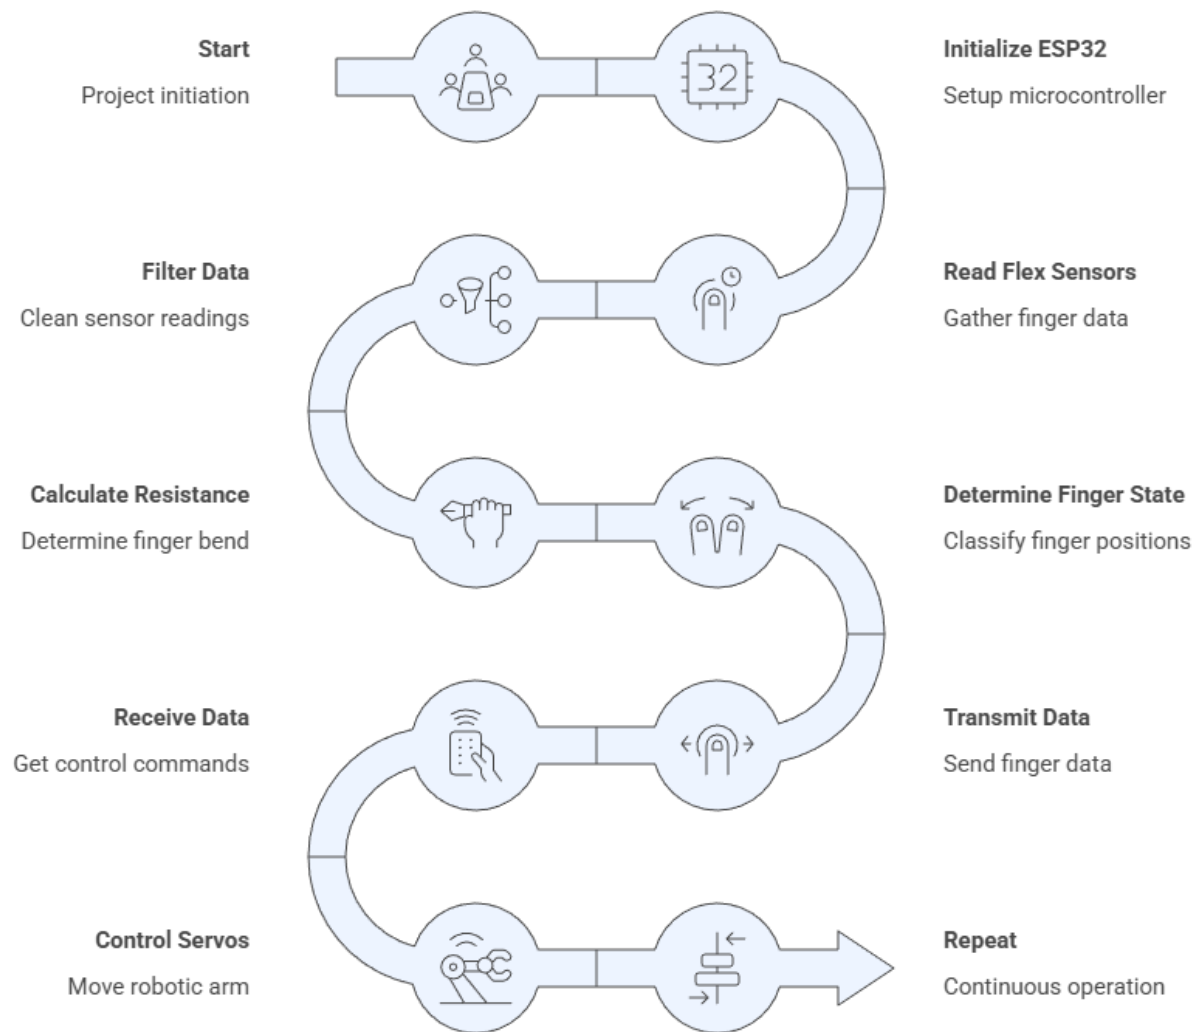 Start
Project initiation
32
Initialize ESP32
Setup microcontroller
Filter Data
Clean sensor readings
Read Flex Sensors
Gather finger data
Calculate Resistance
Determine finger bend
Determine Finger State
Classify finger positions
Receive Data
Get control commands
Transmit Data
Send finger data
Control Servos
Move robotic arm
Repeat
Continuous operation